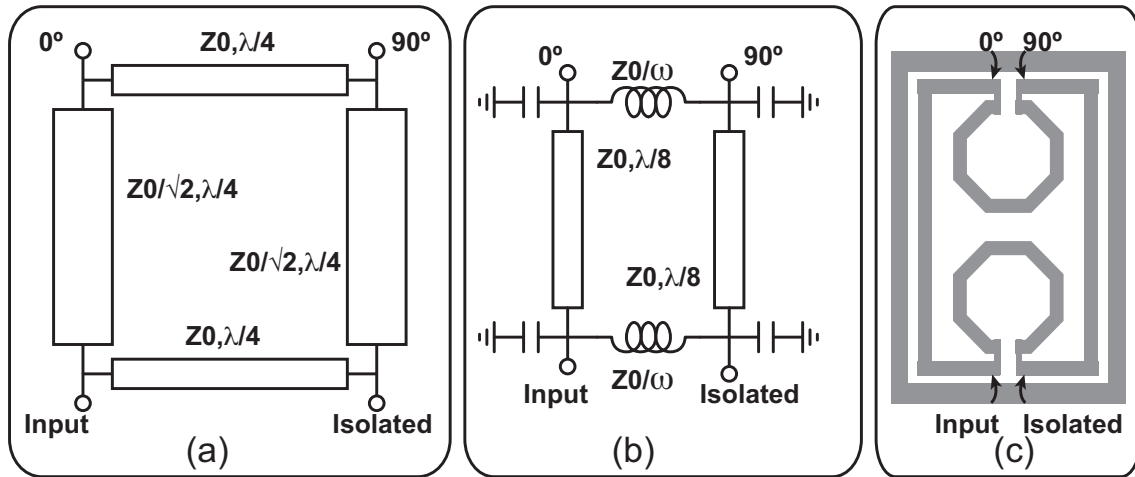 0º Z0,λ/4 90º
Z0/√2,λ/4
Z0/√2,λ/4
Z0,λ/4
Input Isolated
(a)
0º Z0/ω 90º
Z0,λ/8
Z0,λ/8
Z0/ω
Input Isolated
(b)
0º 90º
Input Isolated
(c)